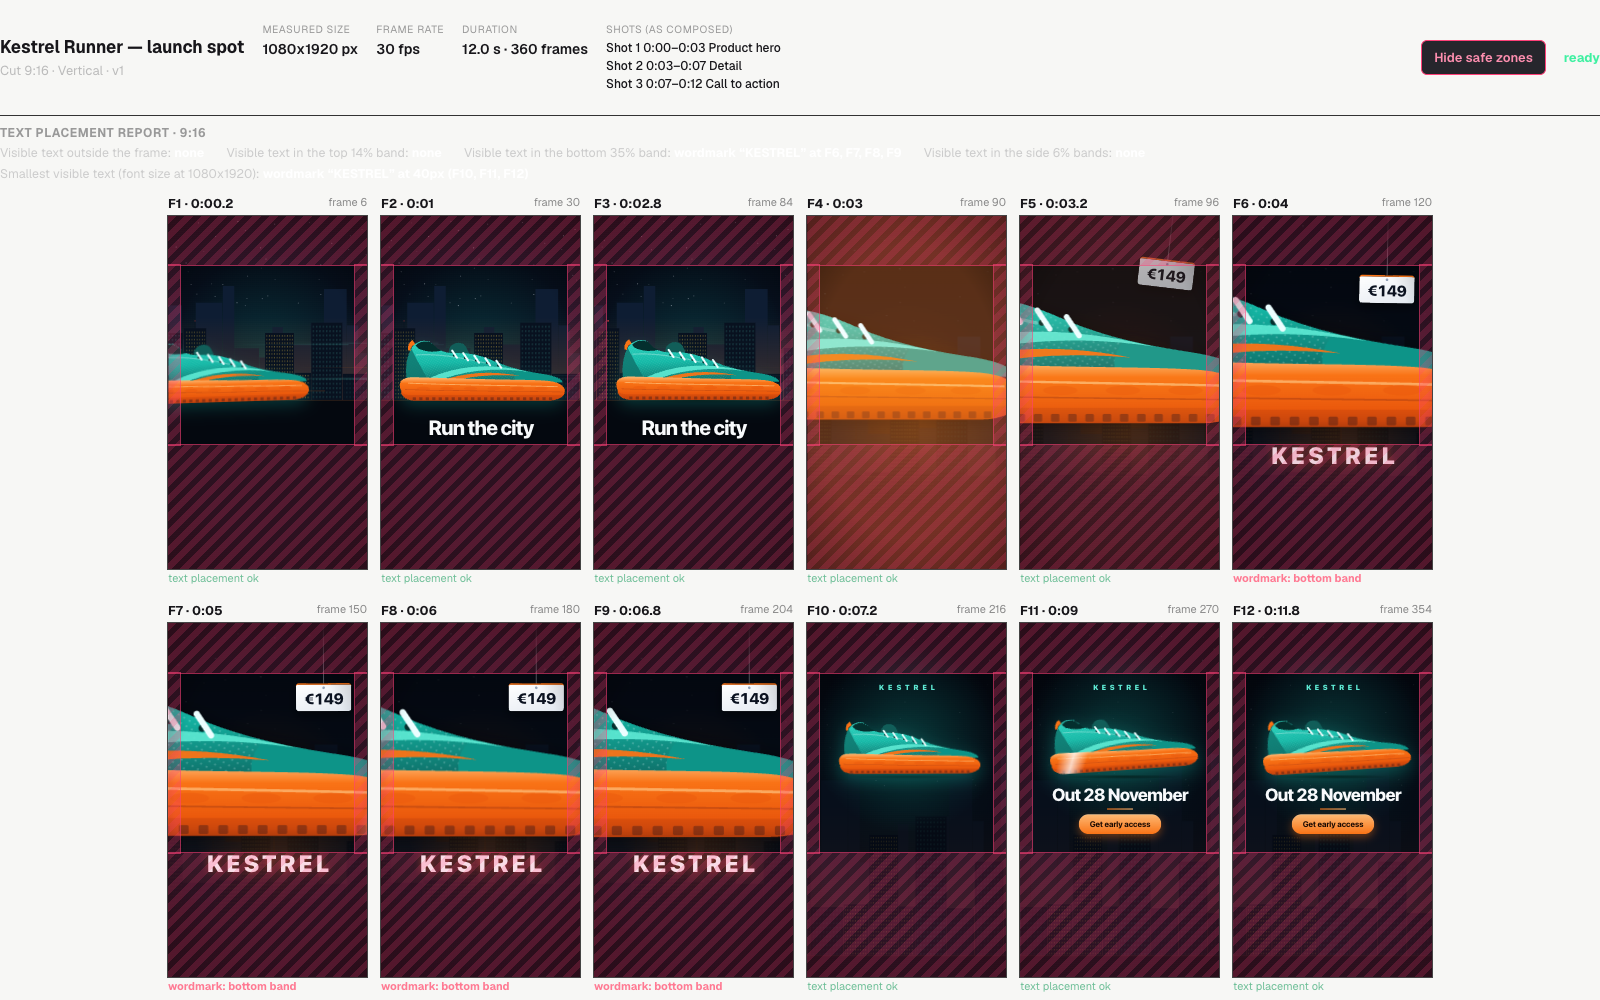 Kestrel Runner — launch spot
Cut 9:16 · Vertical · v1
MEASURED SIZE
1080x1920 px
FRAME RATE
30 fps
DURATION
12.0 s · 360 frames
SHOTS (AS COMPOSED)
Shot 1 0:00–0:03 Product hero
Shot 2 0:03–0:07 Detail
Shot 3 0:07–0:12 Call to action
Hide safe zones
ready
TEXT PLACEMENT REPORT · 9:16
Visible text outside the frame: none Visible text in the top 14% band: none Visible text in the bottom 35% band: wordmark “KESTREL” at F6, F7, F8, F9 Visible text in the side 6% bands: none
Smallest visible text (font size at 1080x1920): wordmark “KESTREL” at 40px (F10, F11, F12)
F1 · 0:00.2 frame 6
text placement ok
F2 · 0:01 frame 30
Run the city
text placement ok
F3 · 0:02.8 frame 84
Run the city
text placement ok
F4 · 0:03 frame 90
text placement ok
F5 · 0:03.2 frame 96
€149
text placement ok
F6 · 0:04 frame 120
€149
KESTREL
wordmark: bottom band
F7 · 0:05 frame 150
€149
KESTREL
wordmark: bottom band
F8 · 0:06 frame 180
€149
KESTREL
wordmark: bottom band
F9 · 0:06.8 frame 204
€149
KESTREL
wordmark: bottom band
F10 · 0:07.2 frame 216
KESTREL
text placement ok
F11 · 0:09 frame 270
KESTREL
Out 28 November
Get early access
text placement ok
F12 · 0:11.8 frame 354
KESTREL
Out 28 November
Get early access
text placement ok